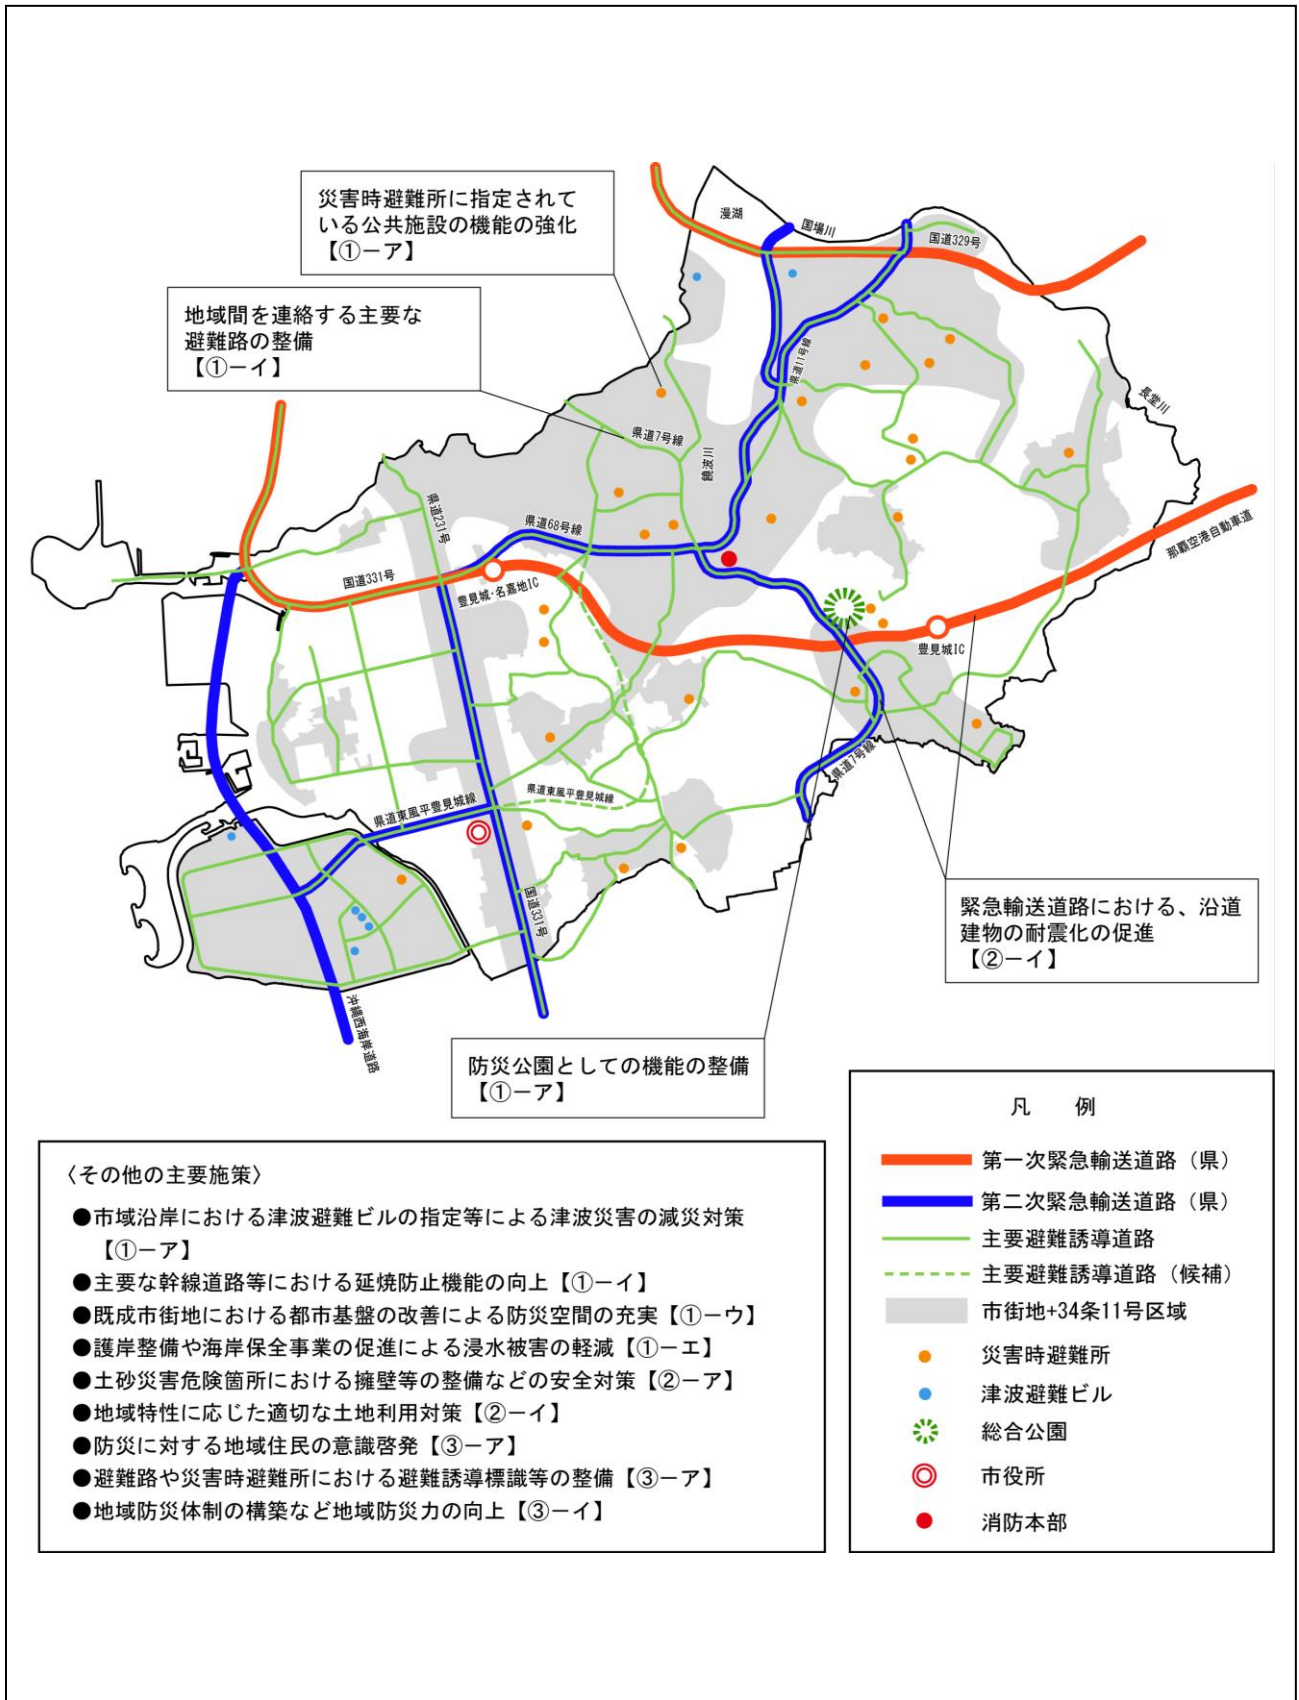 災害時避難所に指定されて
いる公共施設の機能の強化
【①ーア】
地域間を連絡する主要な
避難路の整備
【①ーイ】
漫湖
国場川
国道329号
県道11号線
長堂川
県道7号線
饒波川
県道231号
県道68号線
国道331号
豊見城・名嘉地IC
那覇空港自動車道
豊見城IC
県道7号線
県道東風平豊見城線
県道東風平豊見城線
国道331号
沖縄西海岸道路
緊急輸送道路における、沿道
建物の耐震化の促進
【②ーイ】
防災公園としての機能の整備
【①ーア】
〈その他の主要施策〉
●市域沿岸における津波避難ビルの指定等による津波災害の減災対策
【①ーア】
●主要な幹線道路等における延焼防止機能の向上【①ーイ】
●既成市街地における都市基盤の改善による防災空間の充実【①ーウ】
●護岸整備や海岸保全事業の促進による浸水被害の軽減【①ーエ】
●土砂災害危険箇所における擁壁等の整備などの安全対策【②ーア】
●地域特性に応じた適切な土地利用対策【②ーイ】
●防災に対する地域住民の意識啓発【③ーア】
●避難路や災害時避難所における避難誘導標識等の整備【③ーア】
●地域防災体制の構築など地域防災力の向上【③ーイ】
凡　例
第一次緊急輸送道路（県）
第二次緊急輸送道路（県）
主要避難誘導道路
主要避難誘導道路（候補）
市街地+34条11号区域
災害時避難所
津波避難ビル
総合公園
市役所
消防本部